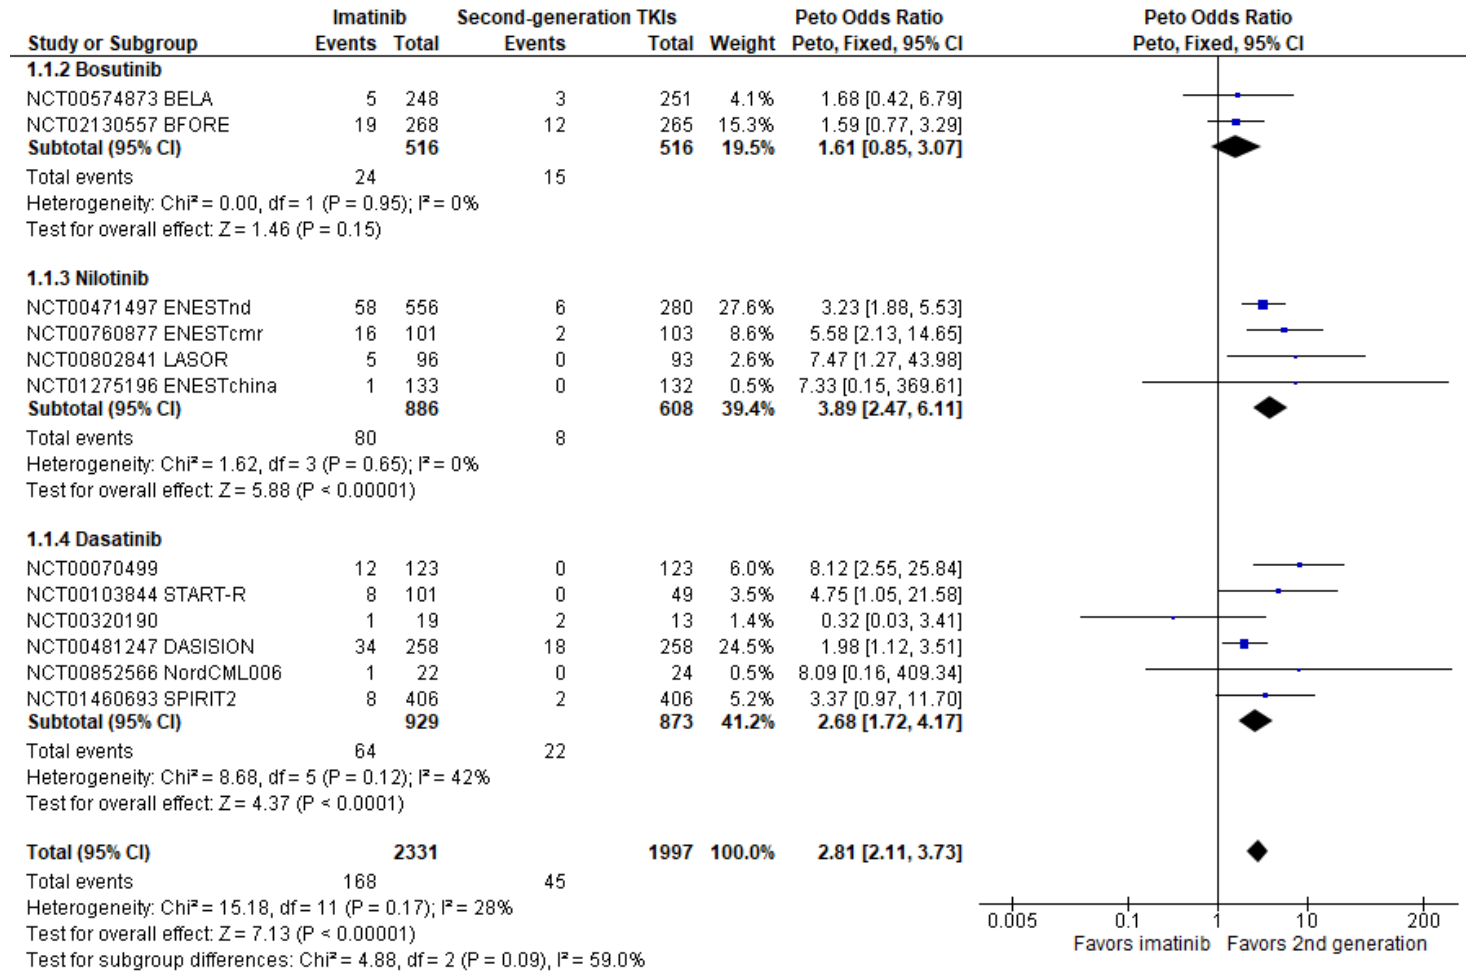 Imatinib Second-generation TKIs Peto Odds Ratio Peto Odds Ratio
Study or Subgroup Events Total Events Total Weight Peto, Fixed, 95% CI Peto, Fixed, 95% CI
1.1.2 Bosutinib
NCT00574873 BELA 5 248 3 251 4.1% 1.68 [0.42, 6.79]
NCT02130557 BFORE 19 268 12 265 15.3% 1.59 [0.77, 3.29]
Subtotal (95% CI) 516 516 19.5% 1.61 [0.85, 3.07]
Total events 24 15
Heterogeneity: Chi² = 0.00, df = 1 (P = 0.95); I² = 0%
Test for overall effect: Z = 1.46 (P = 0.15)
1.1.3 Nilotinib
NCT00471497 ENESTnd 58 556 6 280 27.6% 3.23 [1.88, 5.53]
NCT00760877 ENESTcmr 16 101 2 103 8.6% 5.58 [2.13, 14.65]
NCT00802841 LASOR 5 96 0 93 2.6% 7.47 [1.27, 43.98]
NCT01275196 ENESTchina 1 133 0 132 0.5% 7.33 [0.15, 369.61]
Subtotal (95% CI) 886 608 39.4% 3.89 [2.47, 6.11]
Total events 80 8
Heterogeneity: Chi² = 1.62, df = 3 (P = 0.65); I² = 0%
Test for overall effect: Z = 5.88 (P < 0.00001)
1.1.4 Dasatinib
NCT00070499 12 123 0 123 6.0% 8.12 [2.55, 25.84]
NCT00103844 START-R 8 101 0 49 3.5% 4.75 [1.05, 21.58]
NCT00320190 1 19 2 13 1.4% 0.32 [0.03, 3.41]
NCT00481247 DASISION 34 258 18 258 24.5% 1.98 [1.12, 3.51]
NCT00852566 NordCML006 1 22 0 24 0.5% 8.09 [0.16, 409.34]
NCT01460693 SPIRIT2 8 406 2 406 5.2% 3.37 [0.97, 11.70]
Subtotal (95% CI) 929 873 41.2% 2.68 [1.72, 4.17]
Total events 64 22
Heterogeneity: Chi² = 8.68, df = 5 (P = 0.12); I² = 42%
Test for overall effect: Z = 4.37 (P < 0.0001)
Total (95% CI) 2331 1997 100.0% 2.81 [2.11, 3.73]
Total events 168 45
Heterogeneity: Chi² = 15.18, df = 11 (P = 0.17); I² = 28%
Test for overall effect: Z = 7.13 (P < 0.00001)
Test for subgroup differences: Chi² = 4.88, df = 2 (P = 0.09), I² = 59.0%
0.005 0.1 1 10 200
Favors imatinib Favors 2nd generation